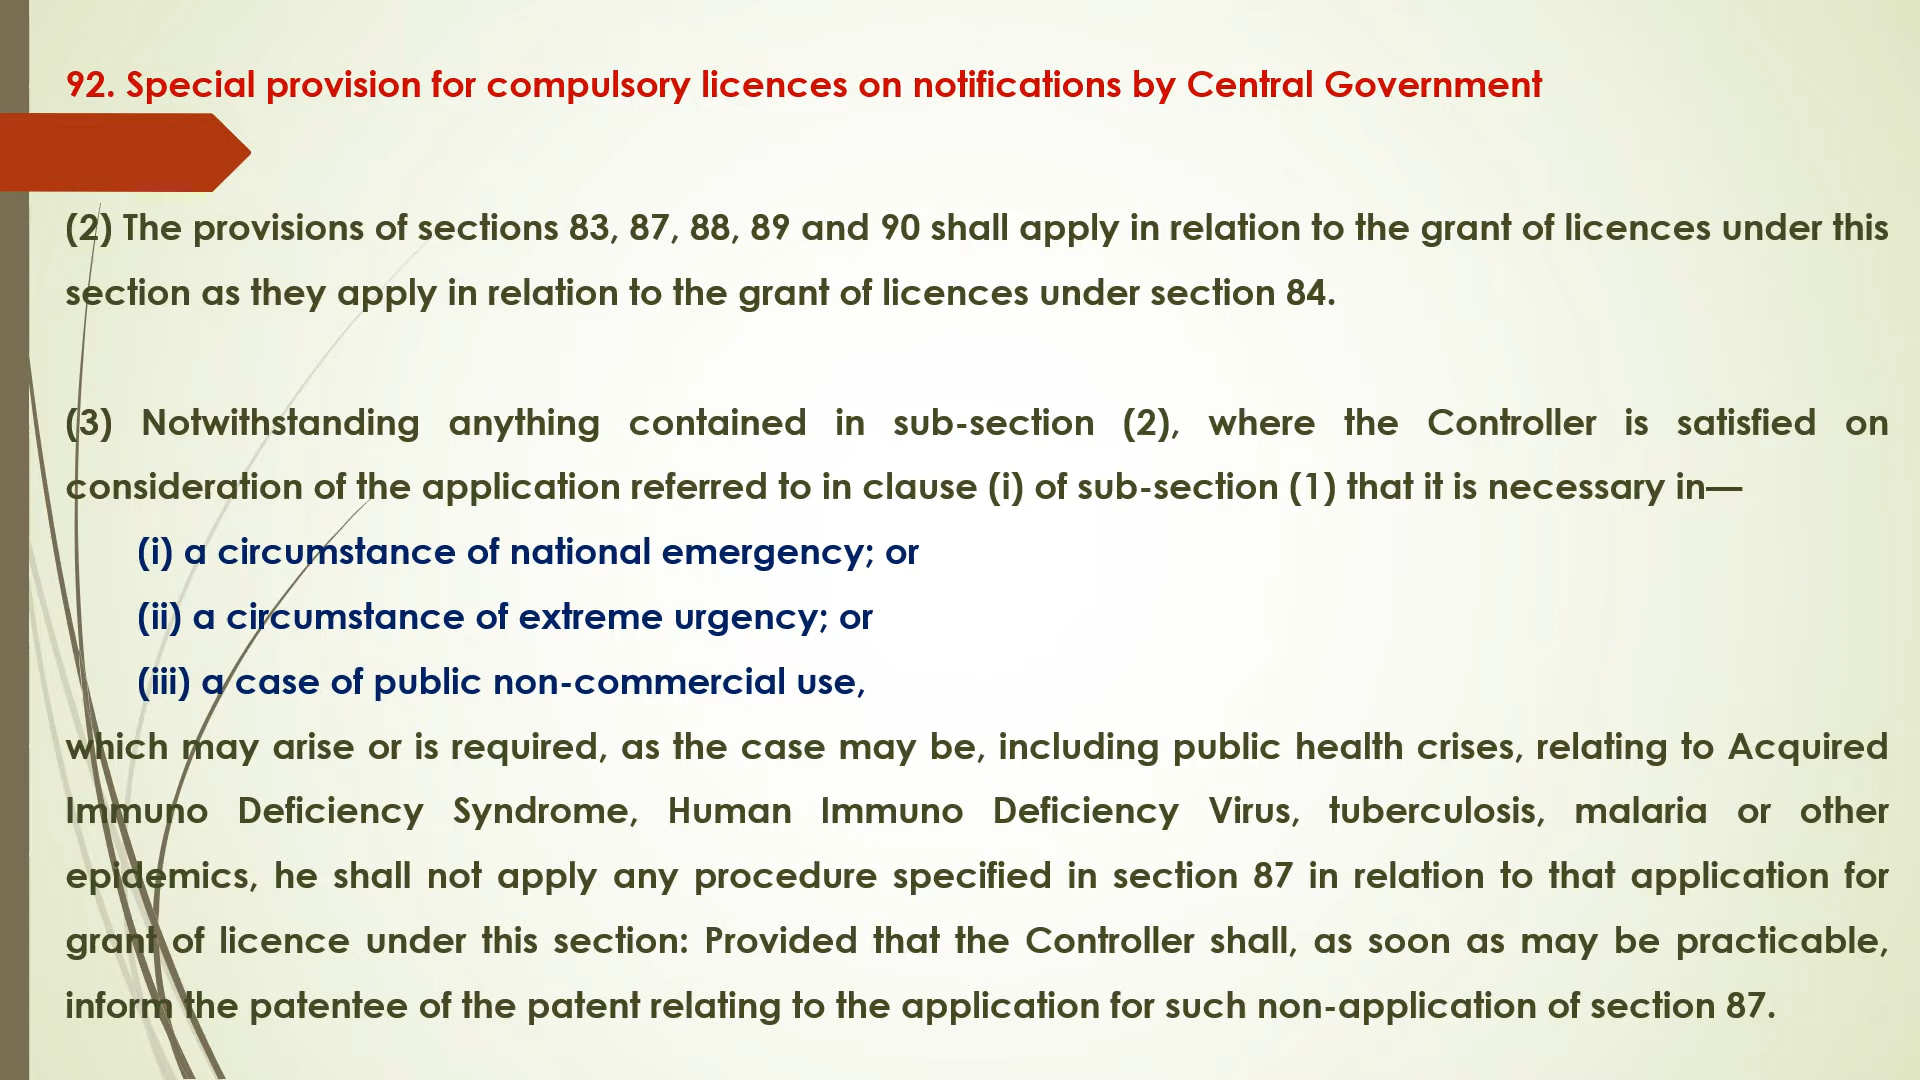 92. Special provision for compulsory licences on notifications by Central Government
(2) The provisions of sections 83, 87, 88, 89 and 90 shall apply in relation to the grant of licences under this
section as they apply in relation to the grant of licences under section 84.
(3) Notwithstanding anything contained in sub-section (2), where the Controller is satisfied on
consideration of the application referred to in clause (i) of sub-section (1) that it is necessary in—
(i) a circumstance of national emergency; or
(ii) a circumstance of extreme urgency; or
(iii) a case of public non-commercial use,
which may arise or is required, as the case may be, including public health crises, relating to Acquired
Immuno Deficiency Syndrome, Human Immuno Deficiency Virus, tuberculosis, malaria or other
epidemics, he shall not apply any procedure specified in section 87 in relation to that application for
grant of licence under this section: Provided that the Controller shall, as soon as may be practicable,
inform the patentee of the patent relating to the application for such non-application of section 87.